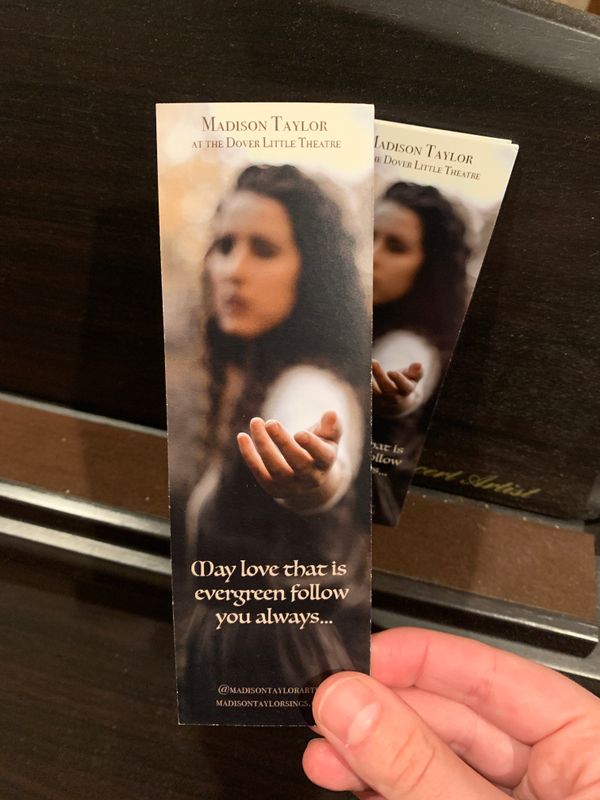 Madison Taylor
at the Dover Little Theatre
May love that is
evergreen follow
you always...
@madisontaylorart
madisontaylorsings.
Madison Taylor
Dover Little Theatre
is
Artist